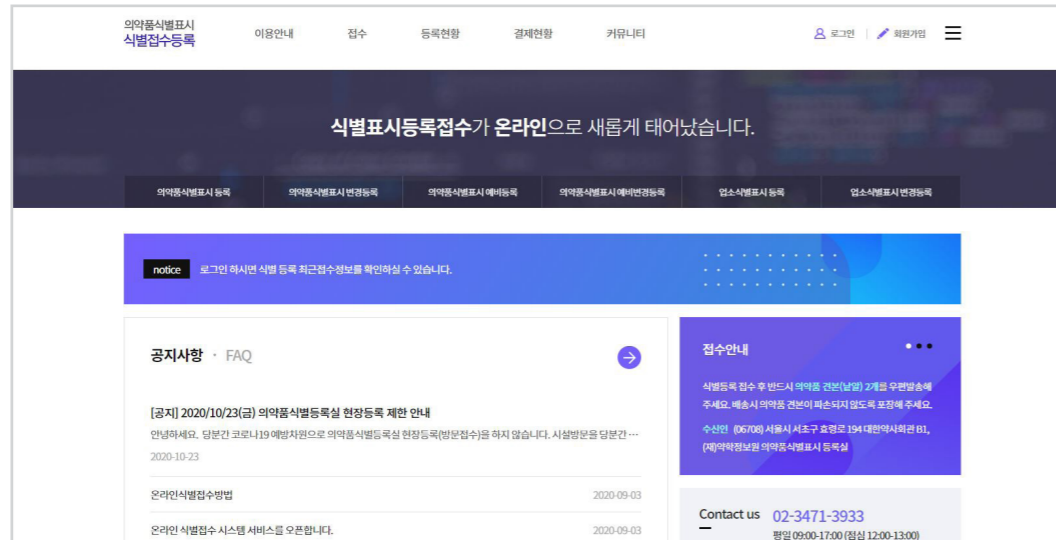 의약품식별표시
식별접수등록
이용안내 접수 등록현황 결제현황 커뮤니티
로그인 회원가입
식별표시등록접수가 온라인으로 새롭게 태어났습니다.
의약품식별표시 등록 의약품식별표시 변경등록 의약품식별표시 예비등록 의약품식별표시 예비변경등록 업소식별표시 등록 업소식별표시 변경등록
notice 로그인 하시면 식별 등록 최근접수정보를 확인하실 수 있습니다.
공지사항 · FAQ
[공지] 2020/10/23(금) 의약품식별등록실 현장등록 제한 안내
안녕하세요. 당분간 코로나19 예방차원으로 의약품식별등록실 현장등록(방문접수)을 하지 않습니다. 시설방문을 당분간 …
2020-10-23
온라인식별접수방법 2020-09-03
온라인 식별접수 시스템 서비스를 오픈합니다. 2020-09-03
접수안내
식별등록 접수 후 반드시 의약품 견본(낱알) 2개를 우편발송해
주세요. 배송시 의약품 견본이 파손되지 않도록 포장해 주세요.
수신인 (06708) 서울시 서초구 효령로 194 대한약사회관 B1,
(재)약학정보원 의약품식별표시 등록실
Contact us 02-3471-3933
평일 09:00-17:00 (점심 12:00-13:00)